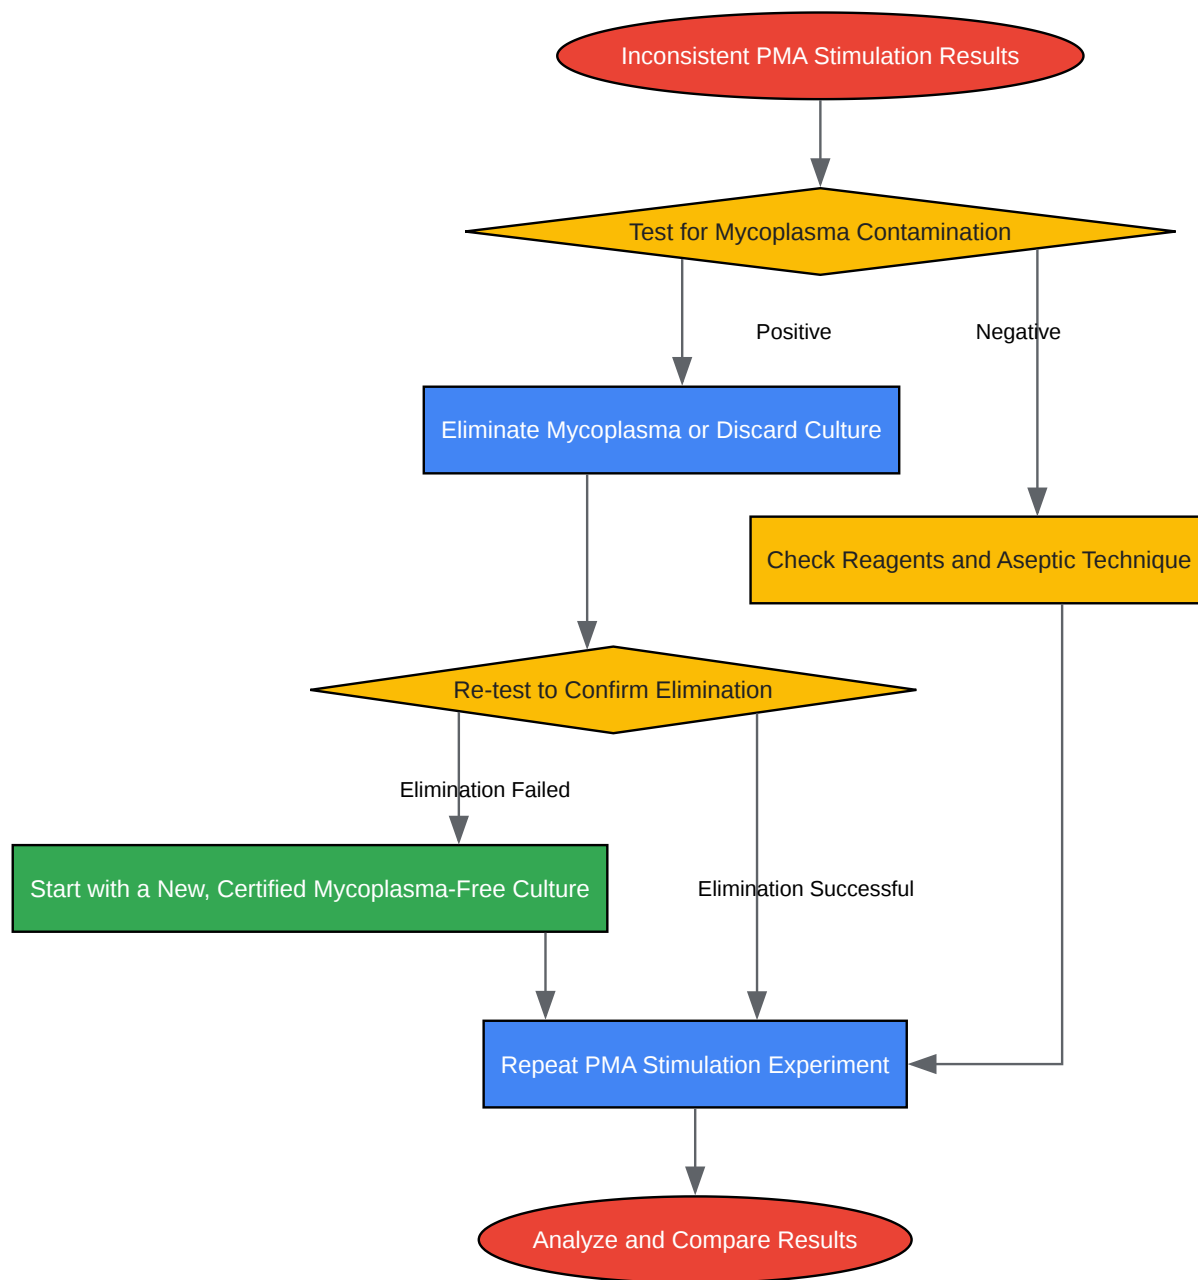 Inconsistent PMA Stimulation Results
Test for Mycoplasma Contamination
Positive
Negative
Eliminate Mycoplasma or Discard Culture
Check Reagents and Aseptic Technique
Re-test to Confirm Elimination
Elimination Failed
Start with a New, Certified Mycoplasma-Free Culture
Elimination Successful
Repeat PMA Stimulation Experiment
Analyze and Compare Results